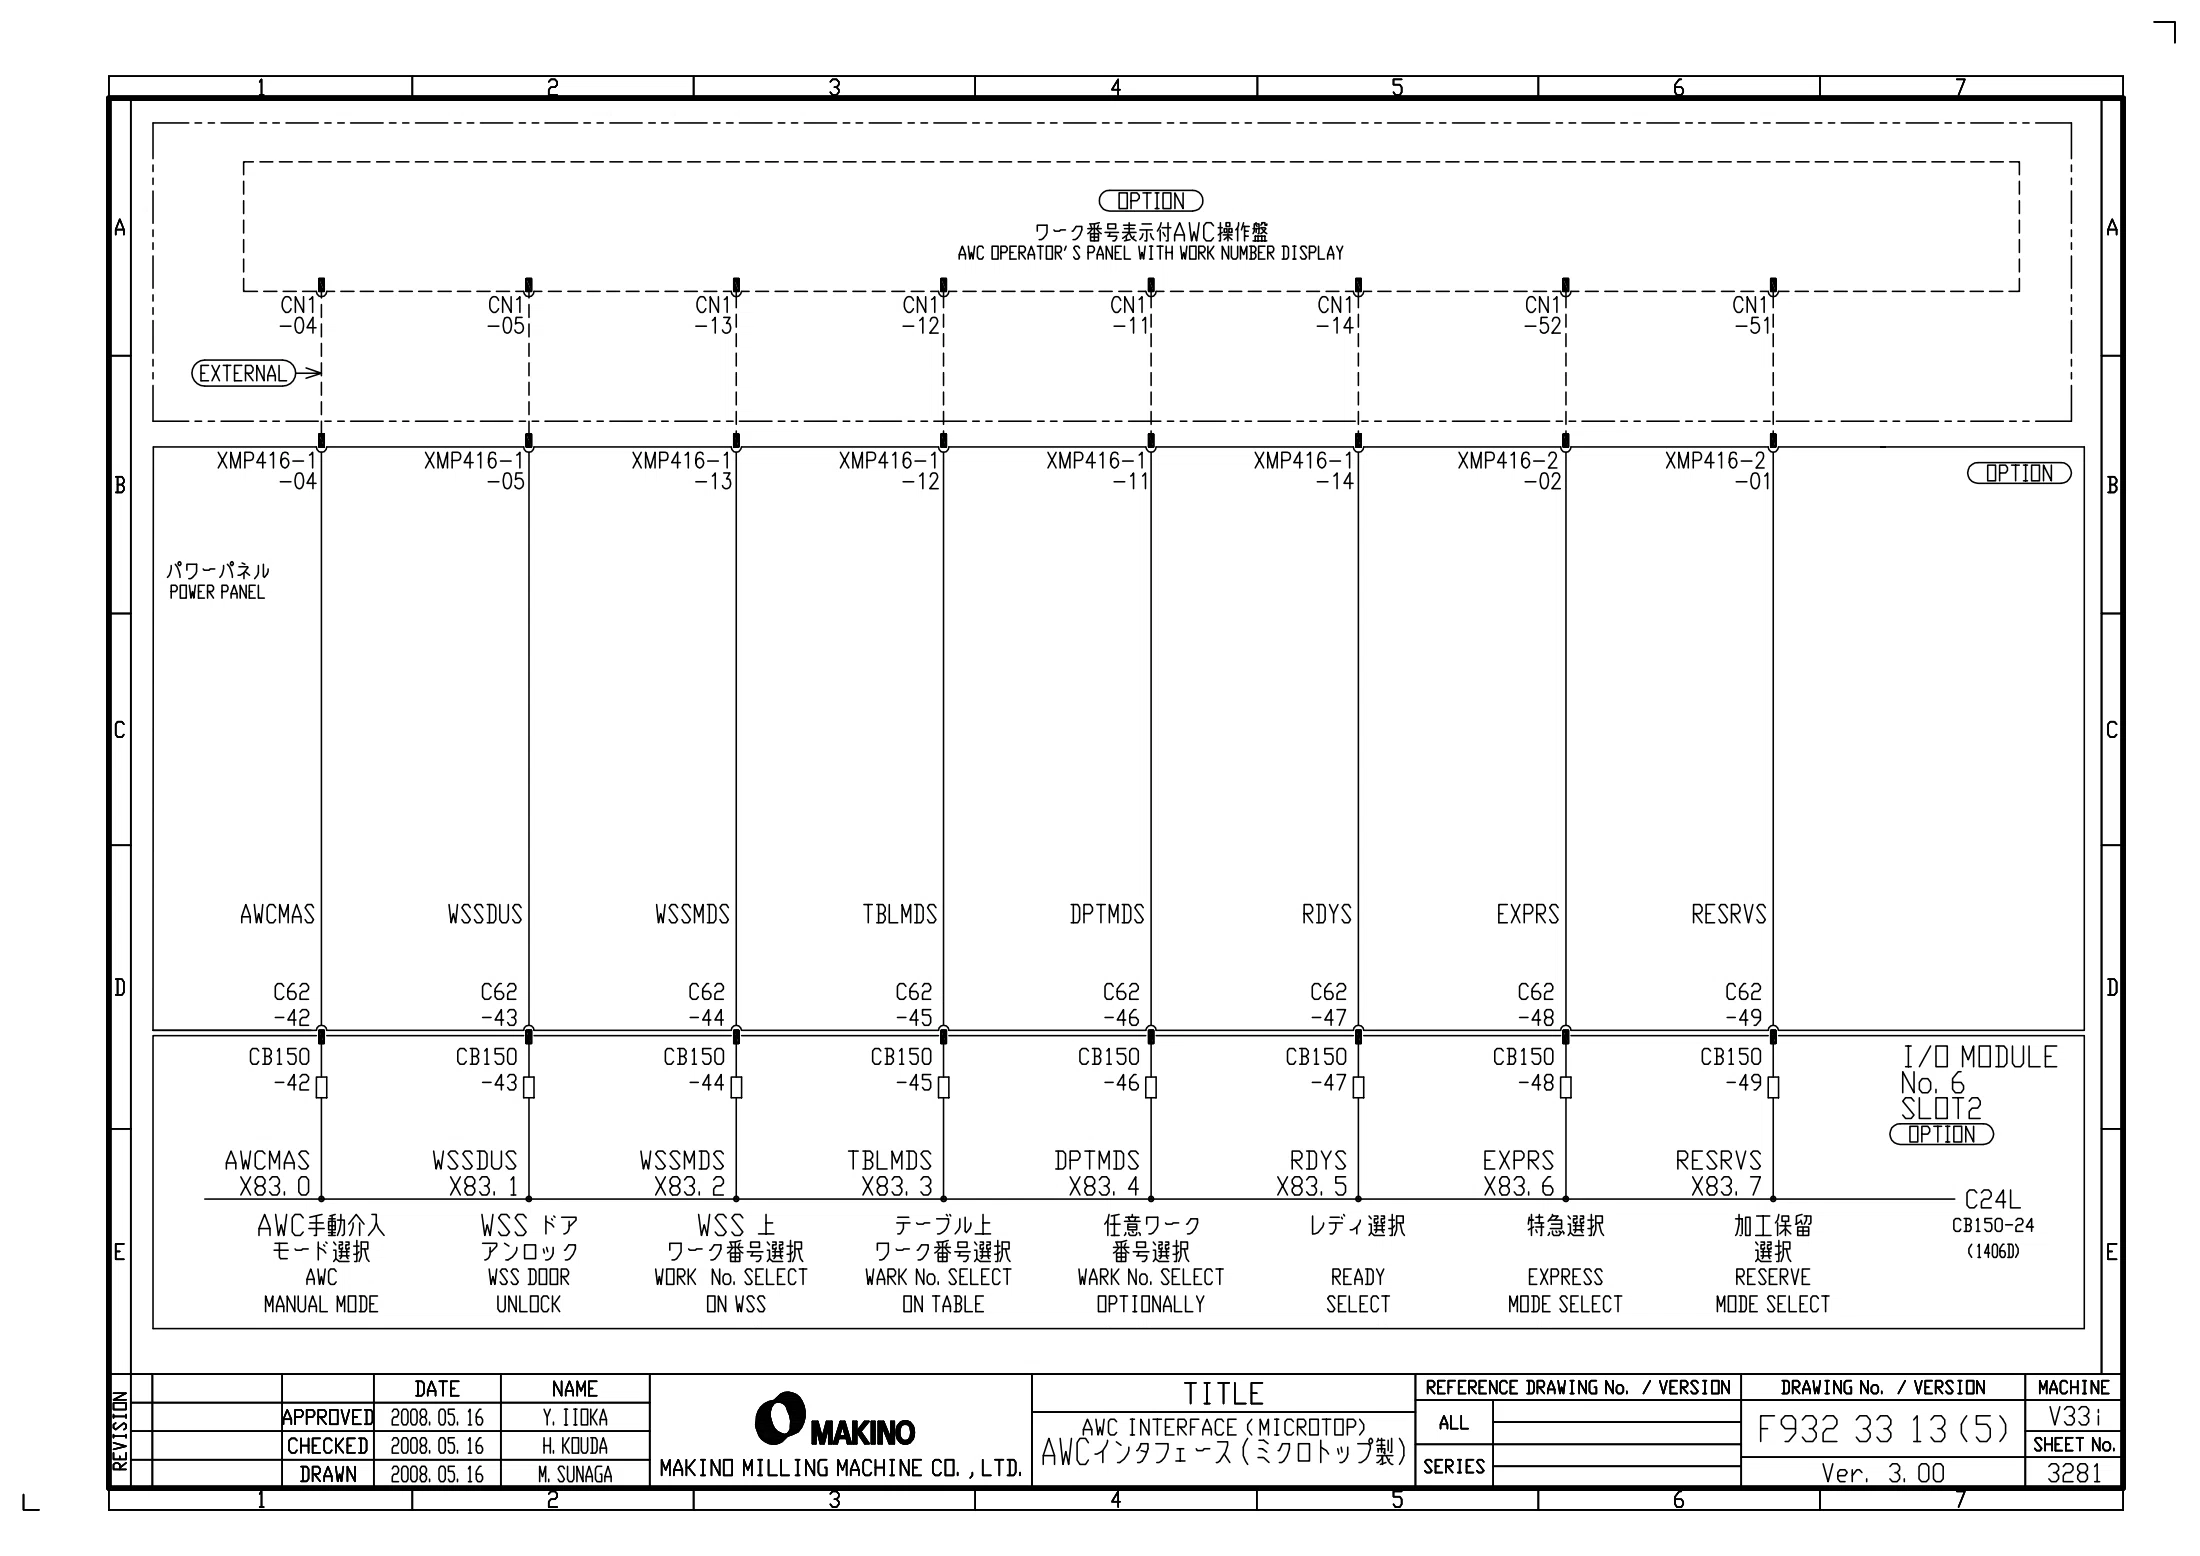 1 2 3 4 5 6 7
A A
OPTION
ワーク番号表示付AWC操作盤
AWC OPERATOR'S PANEL WITH WORK NUMBER DISPLAY
CN1 CN1 CN1 CN1 CN1 CN1 CN1 CN1
-04 -05 -13 -12 -11 -14 -52 -51
EXTERNAL
XMP416-1 XMP416-1 XMP416-1 XMP416-1 XMP416-1 XMP416-1 XMP416-2 XMP416-2
-04 -05 -13 -12 -11 -14 -02 -01
OPTION
B B
パワーパネル
POWER PANEL
C C
AWCMAS WSSDUS WSSMDS TBLMDS DPTMDS RDYS EXPRS RESRVS
D D
C62 C62 C62 C62 C62 C62 C62 C62
-42 -43 -44 -45 -46 -47 -48 -49
CB150 CB150 CB150 CB150 CB150 CB150 CB150 CB150
-42 -43 -44 -45 -46 -47 -48 -49
I/O MODULE
No. 6
SLOT2
OPTION
AWCMAS WSSDUS WSSMDS TBLMDS DPTMDS RDYS EXPRS RESRVS
X83. 0 X83. 1 X83. 2 X83. 3 X83. 4 X83. 5 X83. 6 X83. 7
C24L
CB150-24
(1406D)
E E
AWC手動介入 WSS ドア WSS 上 テーブル上 任意ワーク レディ選択 特急選択 加工保留
モード選択 アンロック ワーク番号選択 ワーク番号選択 番号選択 選択
AWC WSS DOOR WORK No. SELECT WARK No. SELECT WARK No. SELECT READY EXPRESS RESERVE
MANUAL MODE UNLOCK ON WSS ON TABLE OPTIONALLY SELECT MODE SELECT MODE SELECT
REVISION
DATE NAME
APPROVED 2008. 05. 16 Y. IIOKA
CHECKED 2008. 05. 16 H. KOUDA
DRAWN 2008. 05. 16 M. SUNAGA
MAKINO
MAKINO MILLING MACHINE CO. , LTD.
TITLE
AWC INTERFACE (MICROTOP)
AWCインタフェース (ミクロトップ製)
REFERENCE DRAWING No. / VERSION
ALL
SERIES
DRAWING No. / VERSION
F932 33 13 (5)
Ver. 3. 00
MACHINE
V33i
SHEET No.
3281
1 2 3 4 5 6 7